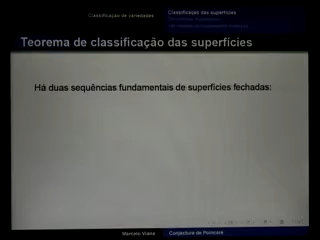 Classificação de variedades
Classificação das superfícies
Teorema de classificação das superfícies
Há duas sequências fundamentais de superfícies fechadas:
Marcelo Viana
Conjectura de Poincaré